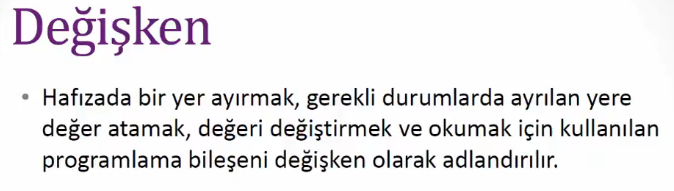 Değişken
• Hafızada bir yer ayırmak, gerekli durumlarda ayrılan yere
değer atamak, değeri değiştirmek ve okumak için kullanılan
programlama bileşeni değişken olarak adlandırılır.